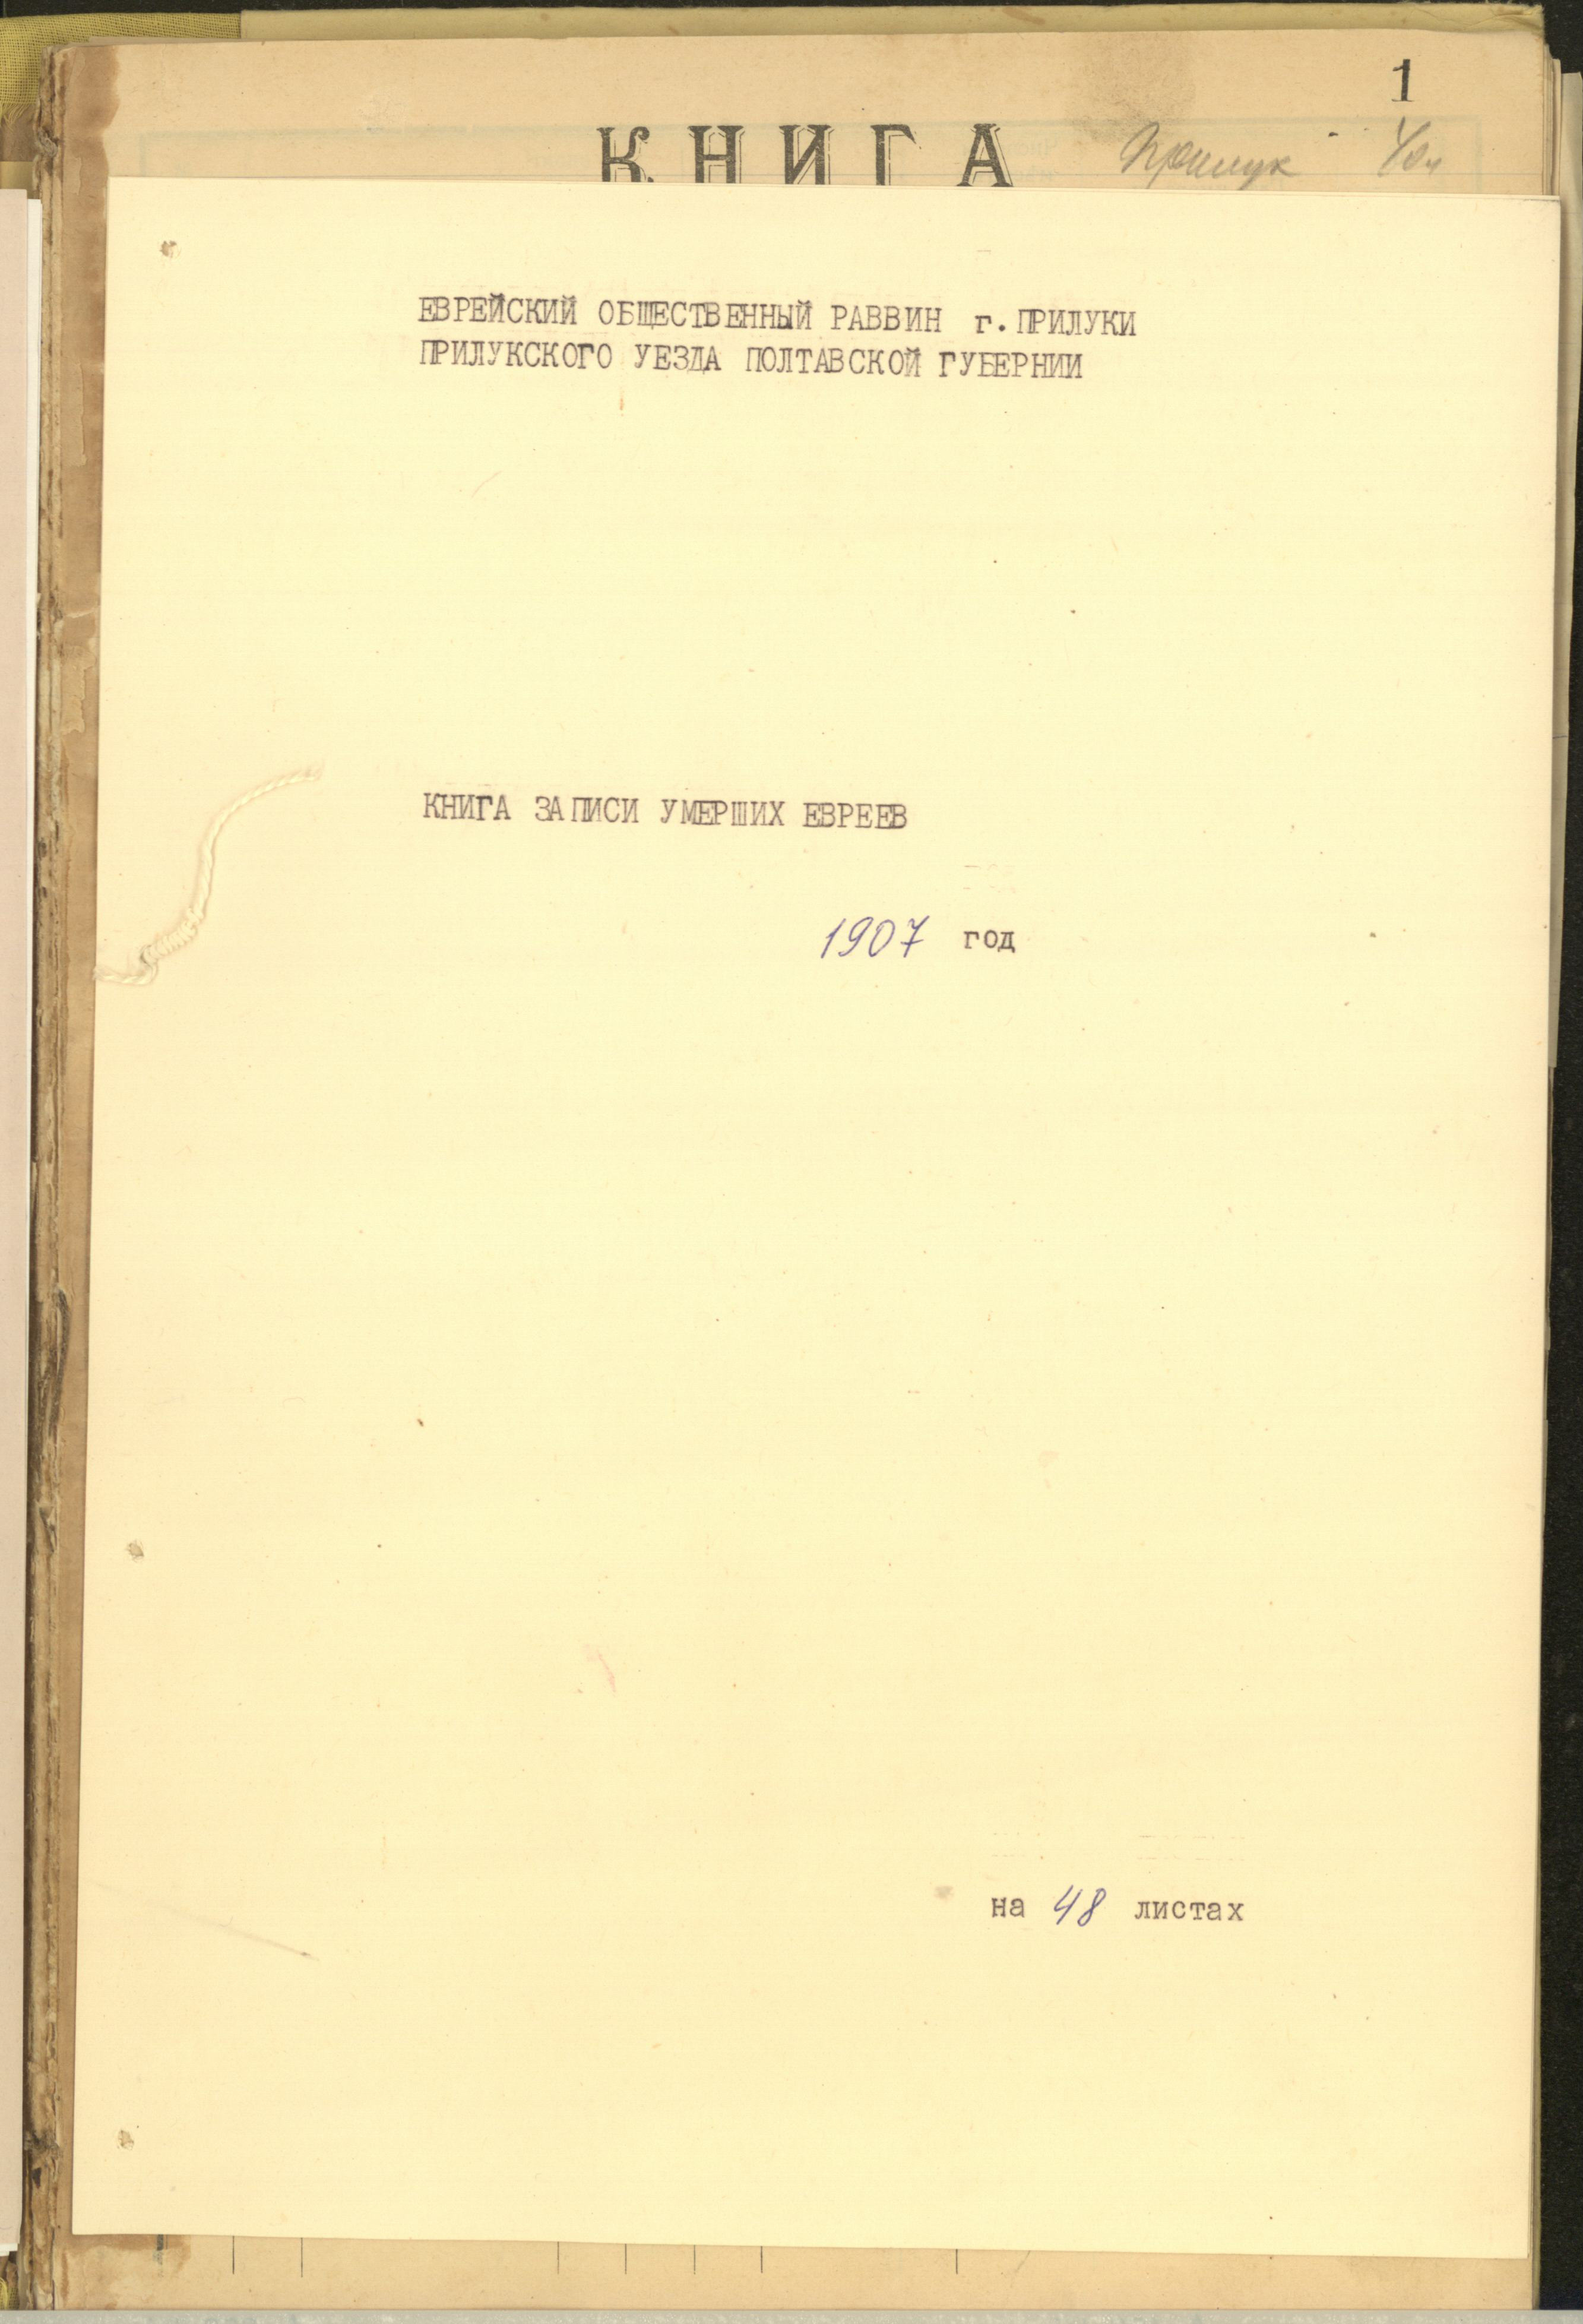 1
КНИГА
ЕВРЕЙСКИЙ ОБЩЕСТВЕННЫЙ РАВВИН г. ПРИЛУКИ
ПРИЛУКСКОГО УЕЗДА ПОЛТАВСКОЙ ГУБЕРНИИ
КНИГА ЗАПИСИ УМЕРШИХ ЕВРЕЕВ
1907 год
на 48 листах